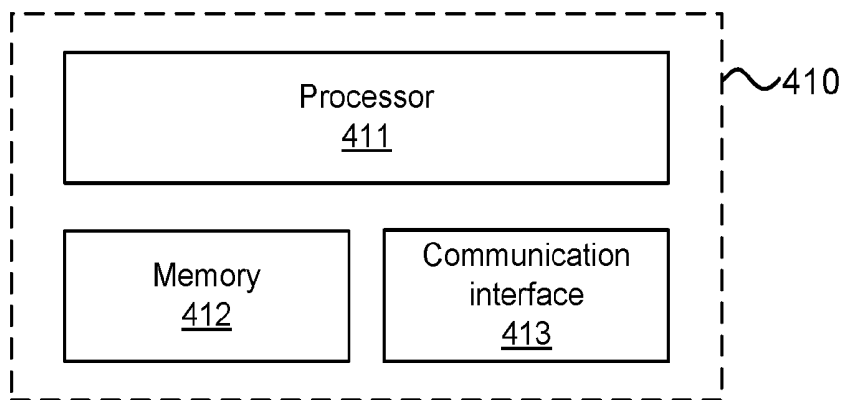 Processor
411
410
Memory
412
Communication
interface
413